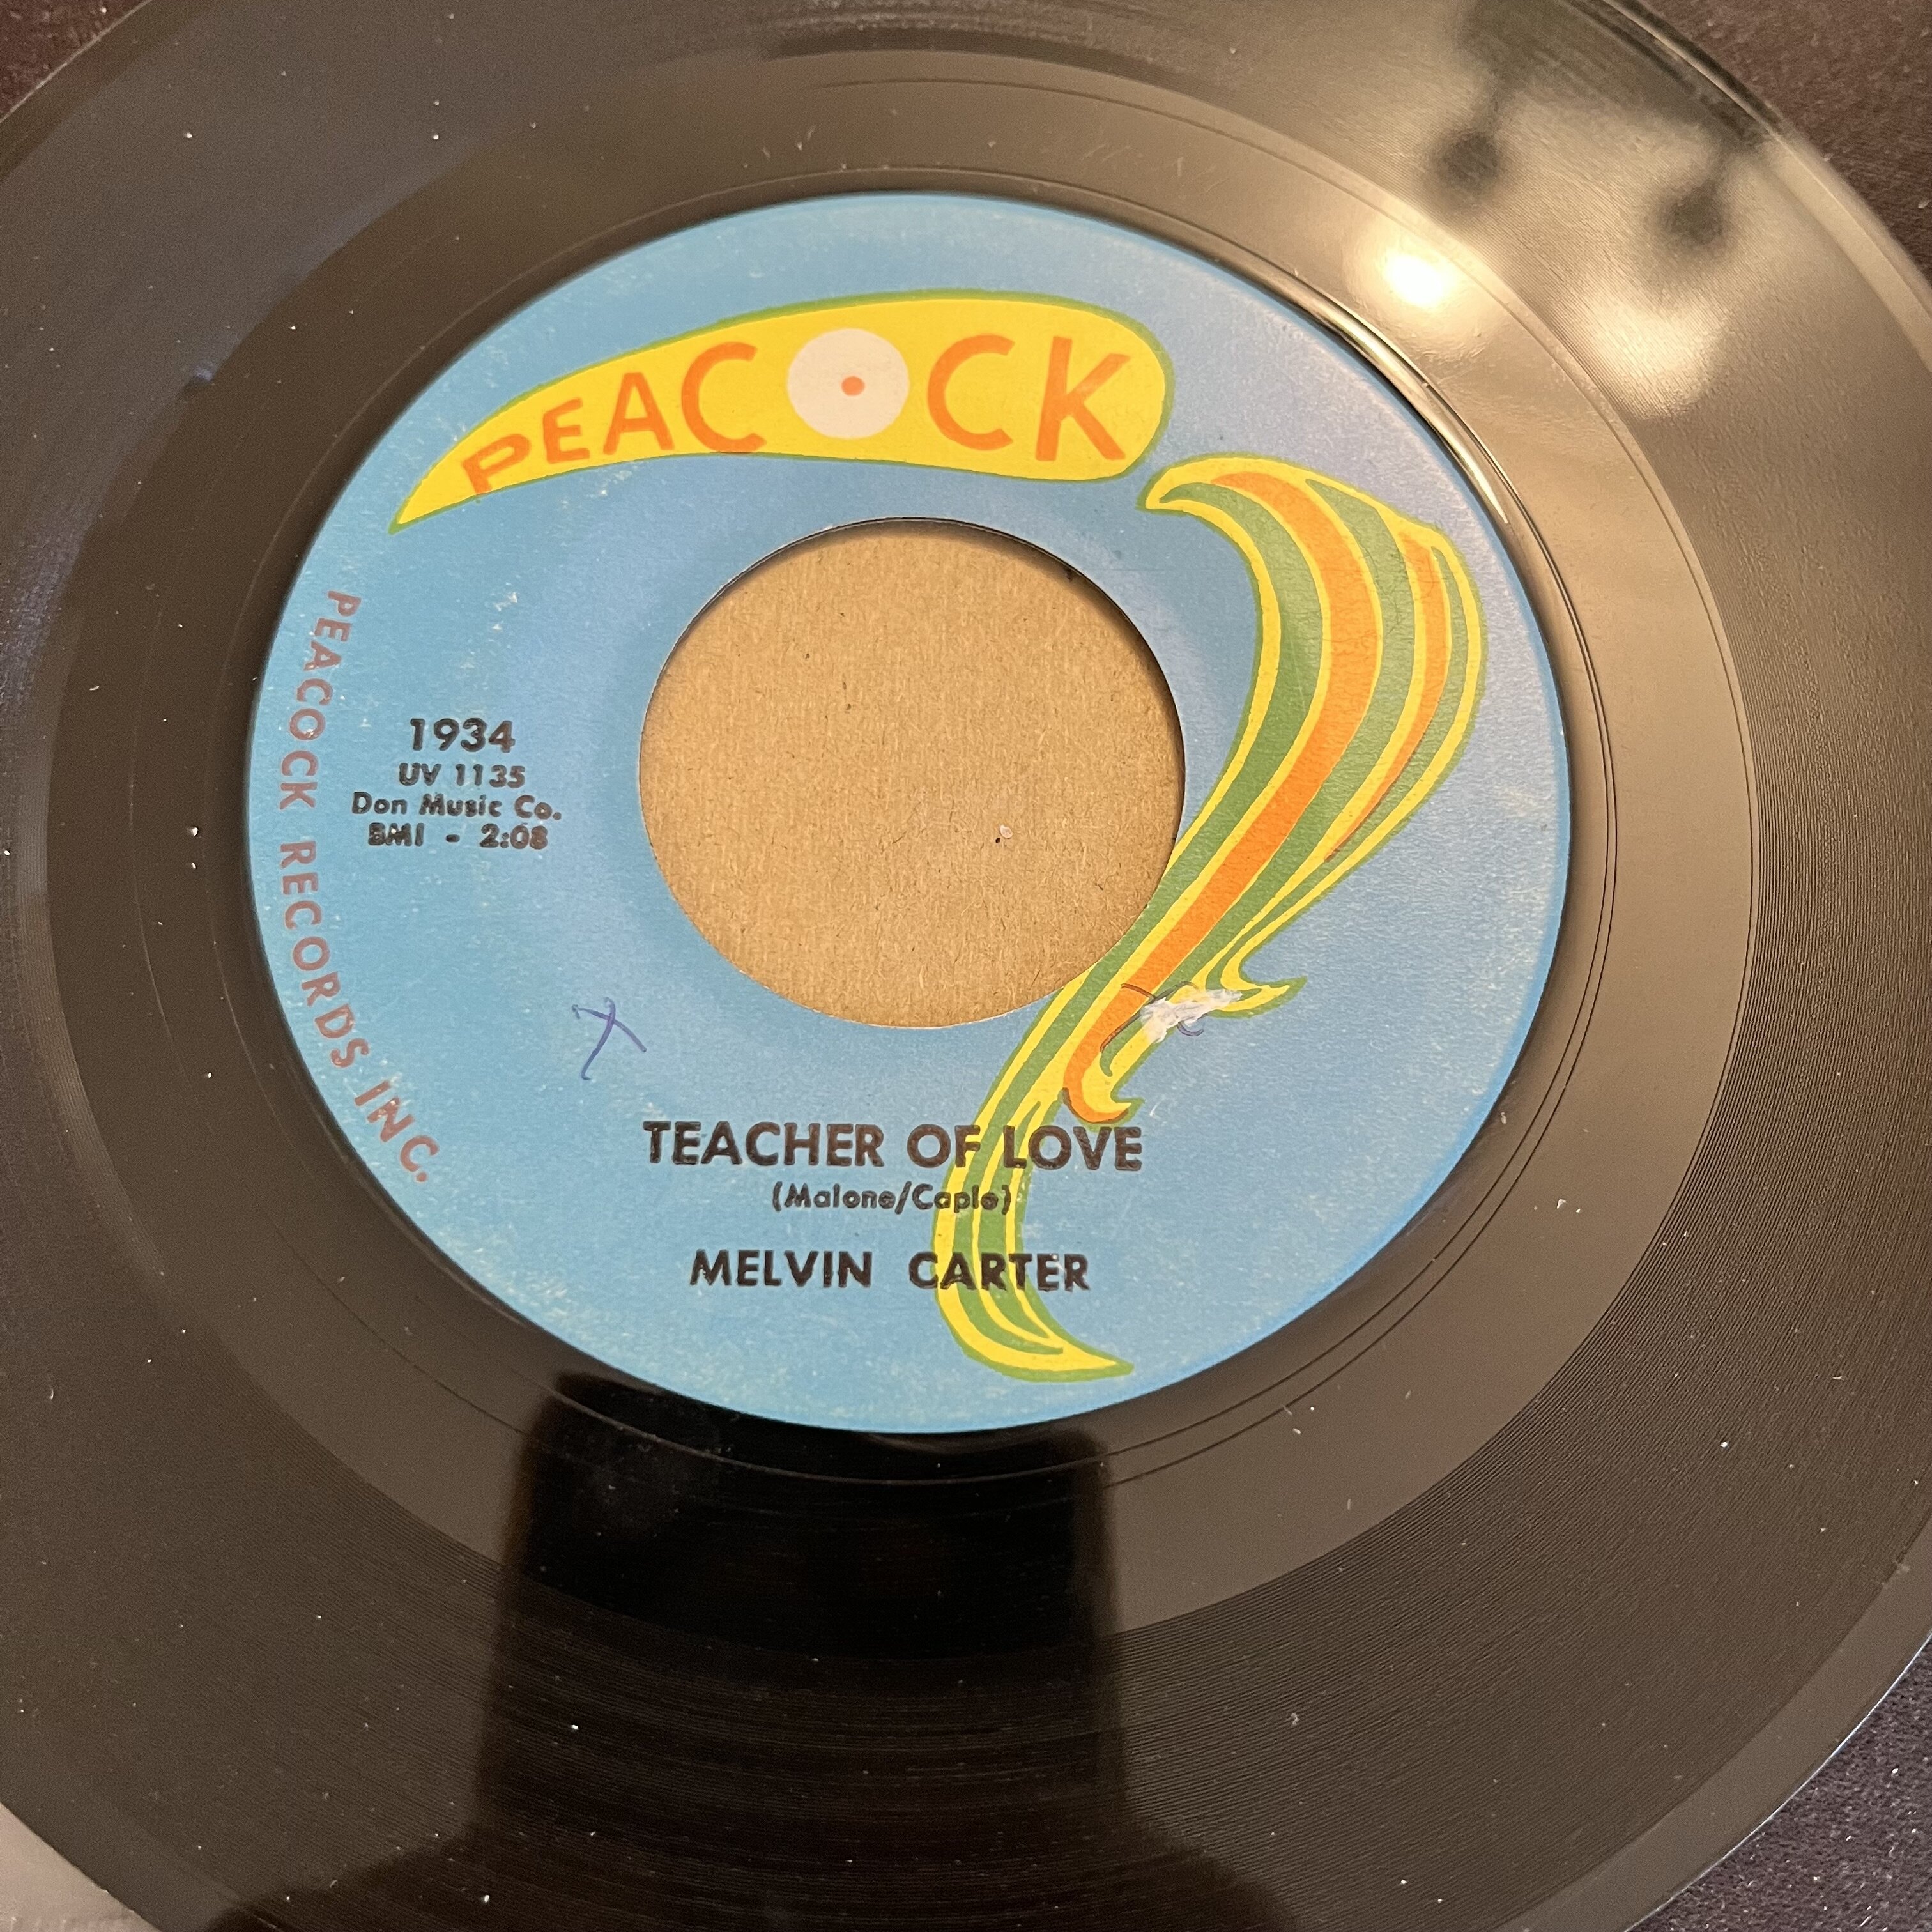 PEACOCK
PEACOCK RECORDS INC.
1934
UV 1135
Don Music Co.
BMI - 2:08
X
TEACHER OF LOVE
(Malone/Caple)
MELVIN CARTER